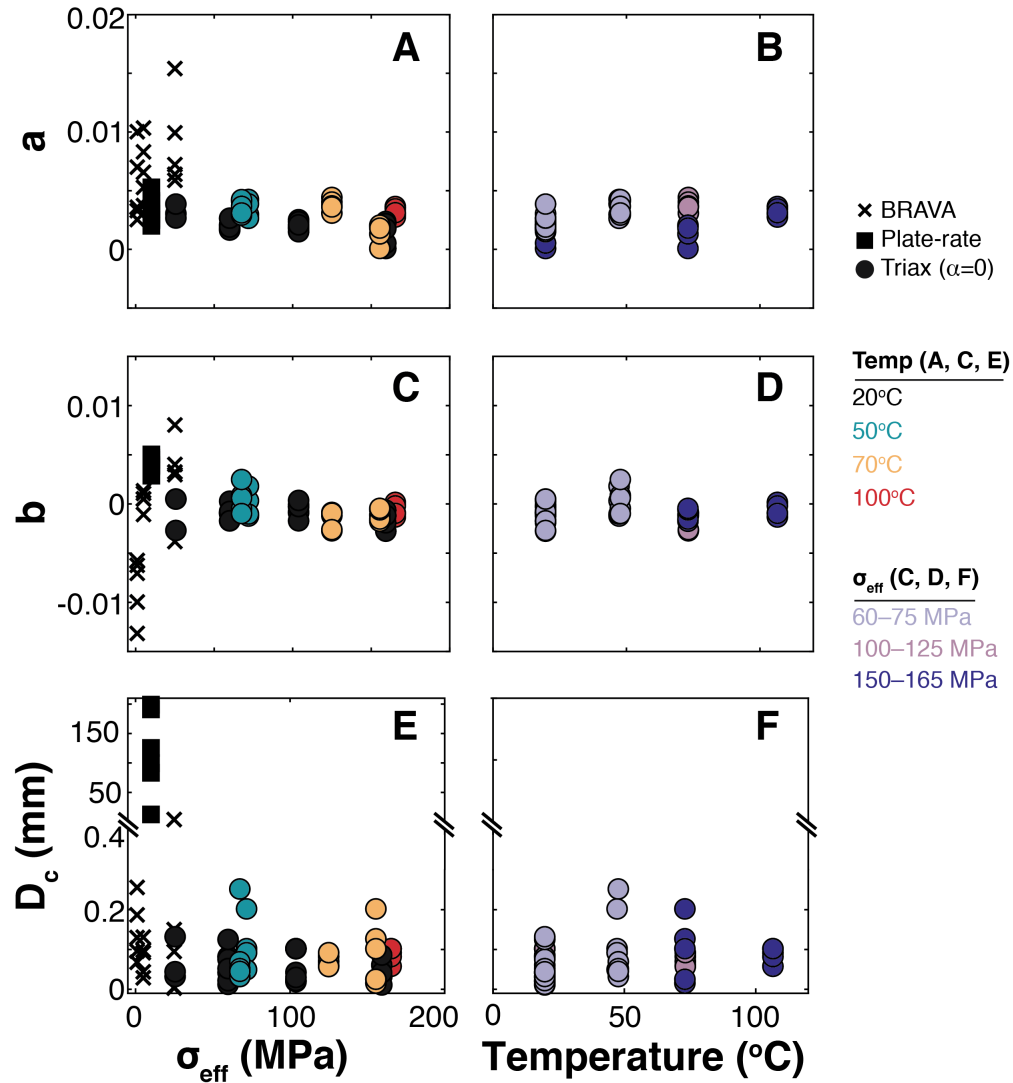 0.02
0.01
0
a
A
B
× BRAVA
■ Plate-rate
● Triax (α=0)
0.01
0
-0.01
b
C
D
Temp (A, C, E)
20°C
50°C
70°C
100°C
σeff (C, D, F)
60–75 MPa
100–125 MPa
150–165 MPa
150
50
0.4
0.2
0
Dc (mm)
E
F
0 100 200
0 50 100
σeff (MPa)
Temperature (°C)